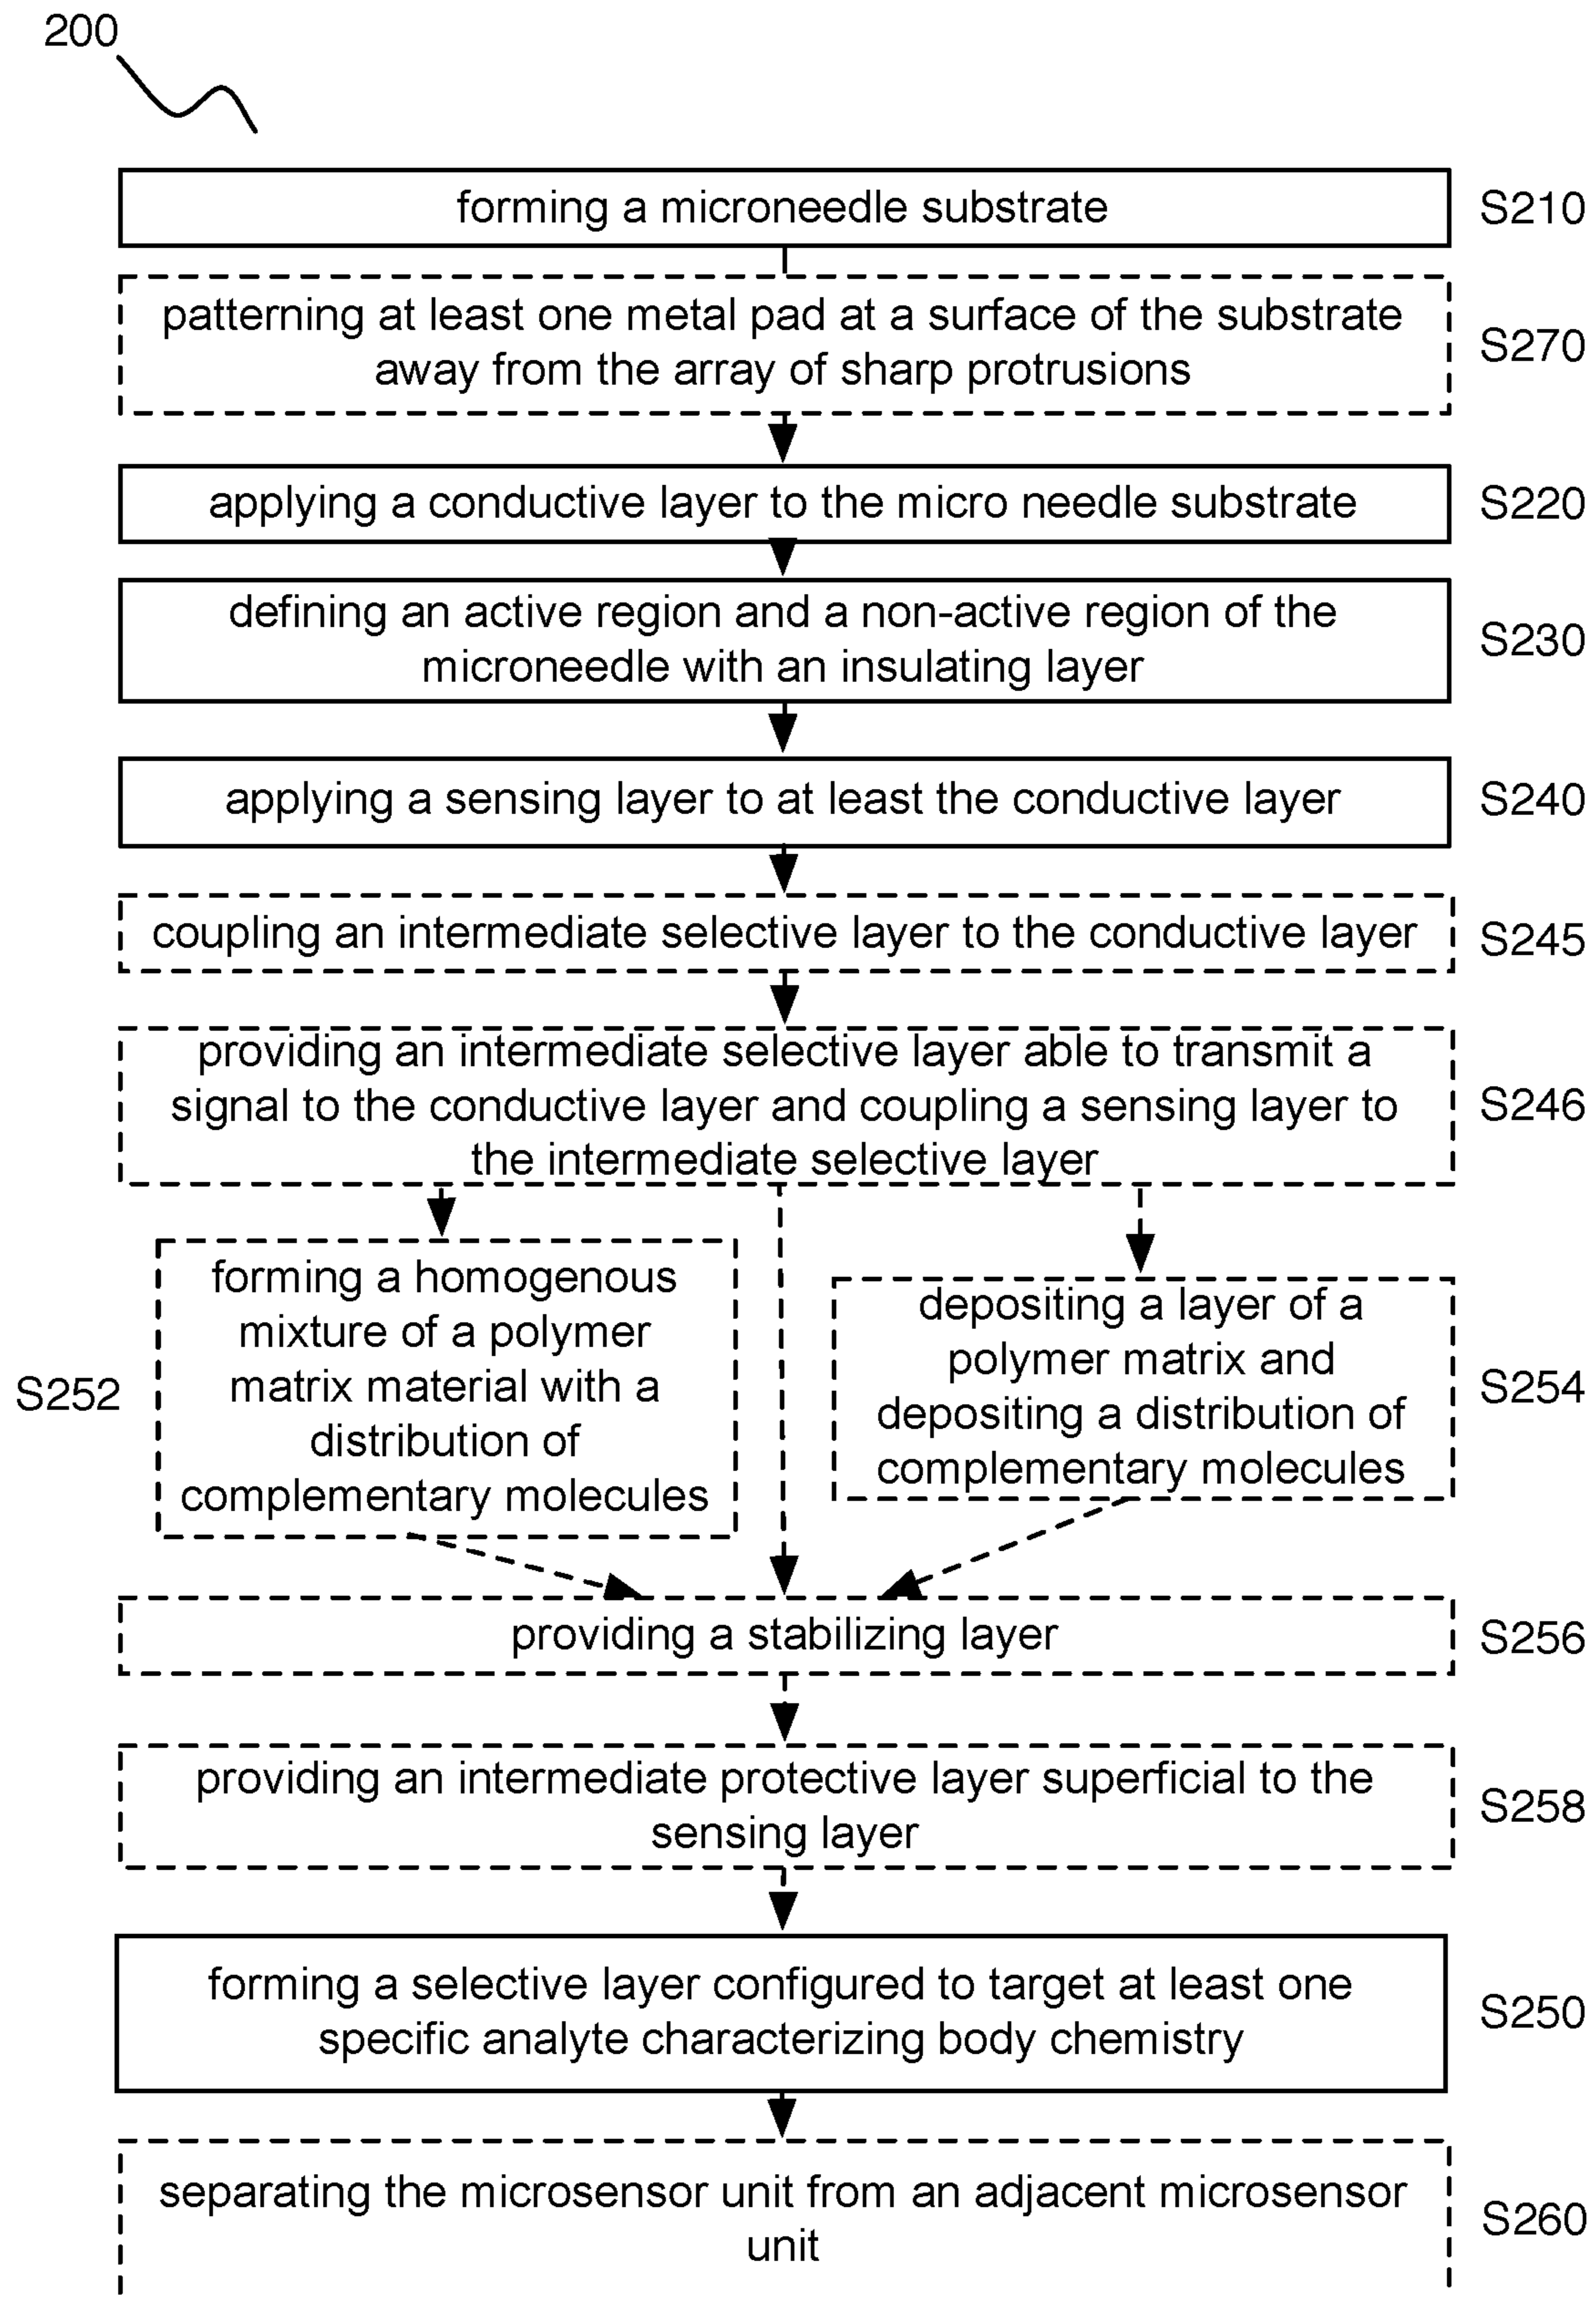 200
forming a microneedle substrate
S210
patterning at least one metal pad at a surface of the substrate
away from the array of sharp protrusions
S270
applying a conductive layer to the micro needle substrate
S220
defining an active region and a non-active region of the
microneedle with an insulating layer
S230
applying a sensing layer to at least the conductive layer
S240
coupling an intermediate selective layer to the conductive layer
S245
providing an intermediate selective layer able to transmit a
signal to the conductive layer and coupling a sensing layer to
the intermediate selective layer
S246
S252
forming a homogenous
mixture of a polymer
matrix material with a
distribution of
complementary molecules
depositing a layer of a
polymer matrix and
depositing a distribution of
complementary molecules
S254
providing a stabilizing layer
S256
providing an intermediate protective layer superficial to the
sensing layer
S258
forming a selective layer configured to target at least one
specific analyte characterizing body chemistry
S250
separating the microsensor unit from an adjacent microsensor
unit
S260